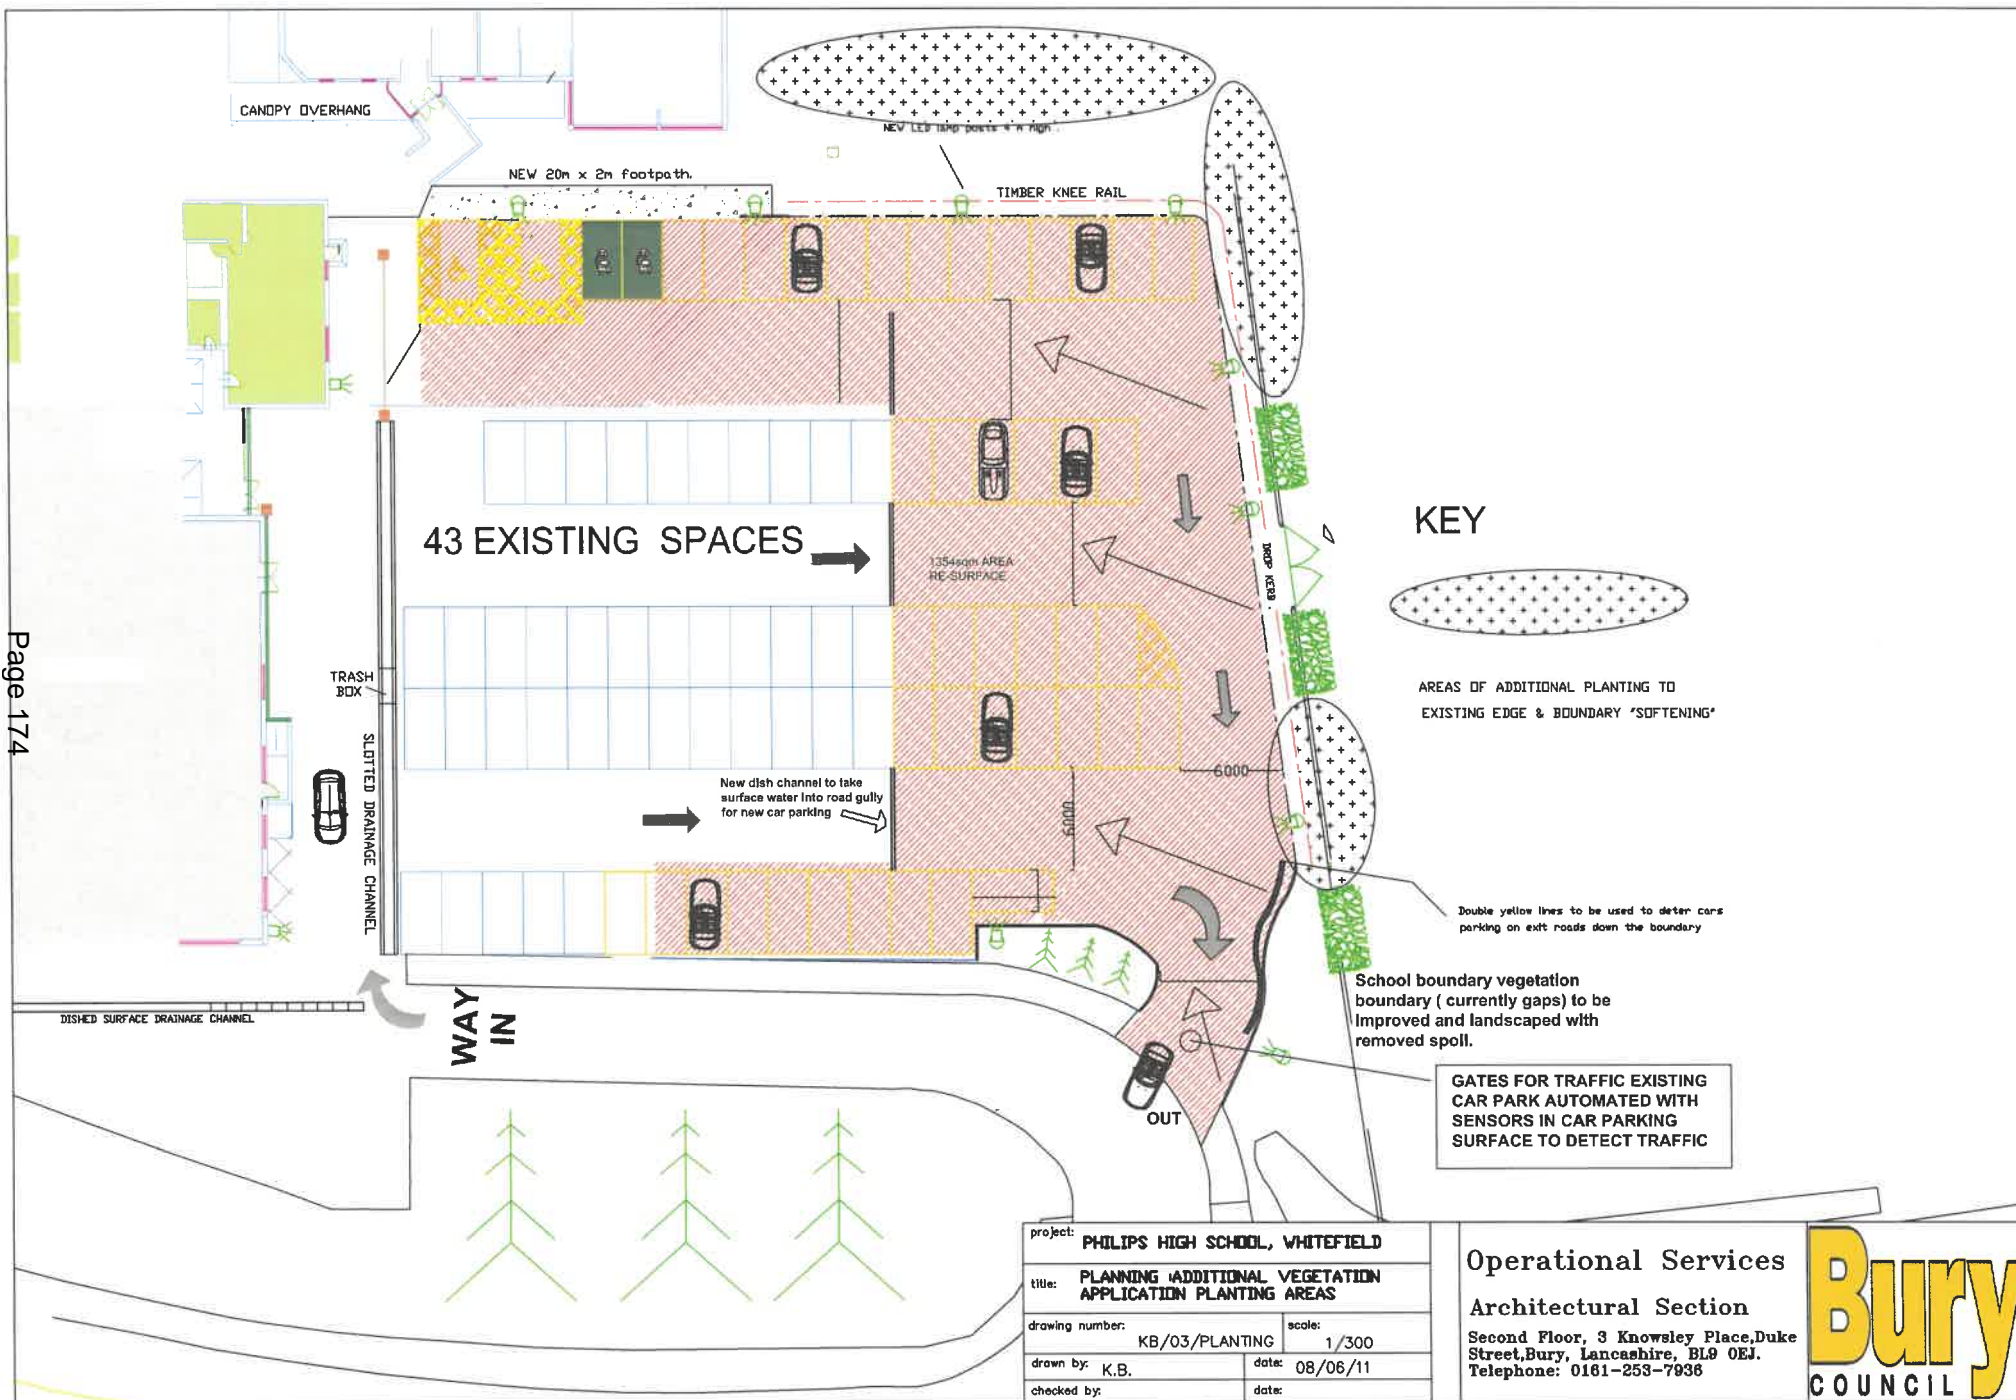 CANOPY OVERHANG
NEW LED lamp posts 4 m high.
NEW 20m x 2m footpath.
TIMBER KNEE RAIL
43 EXISTING SPACES
1354sqm AREA
RE-SURFACE
DROP KERB.
KEY
AREAS OF ADDITIONAL PLANTING TO
EXISTING EDGE & BOUNDARY "SOFTENING"
Page 174
TRASH
BOX
SLOTTED DRAINAGE CHANNEL
New dish channel to take
surface water into road gully
for new car parking
6000
6000
Double yellow lines to be used to deter cars
parking on exit roads down the boundary
School boundary vegetation
boundary ( currently gaps) to be
improved and landscaped with
removed spoil.
DISHED SURFACE DRAINAGE CHANNEL
WAY
IN
OUT
GATES FOR TRAFFIC EXISTING
CAR PARK AUTOMATED WITH
SENSORS IN CAR PARKING
SURFACE TO DETECT TRAFFIC
project: PHILIPS HIGH SCHOOL, WHITEFIELD
title: PLANNING ADDITIONAL VEGETATION
APPLICATION PLANTING AREAS
drawing number: KB/03/PLANTING
scale: 1/300
drawn by: K.B.
date: 08/06/11
checked by:
date:
Operational Services
Architectural Section
Second Floor, 3 Knowsley Place,Duke
Street,Bury, Lancashire, BL9 0EJ.
Telephone: 0161-253-7936
Bury
COUNCIL